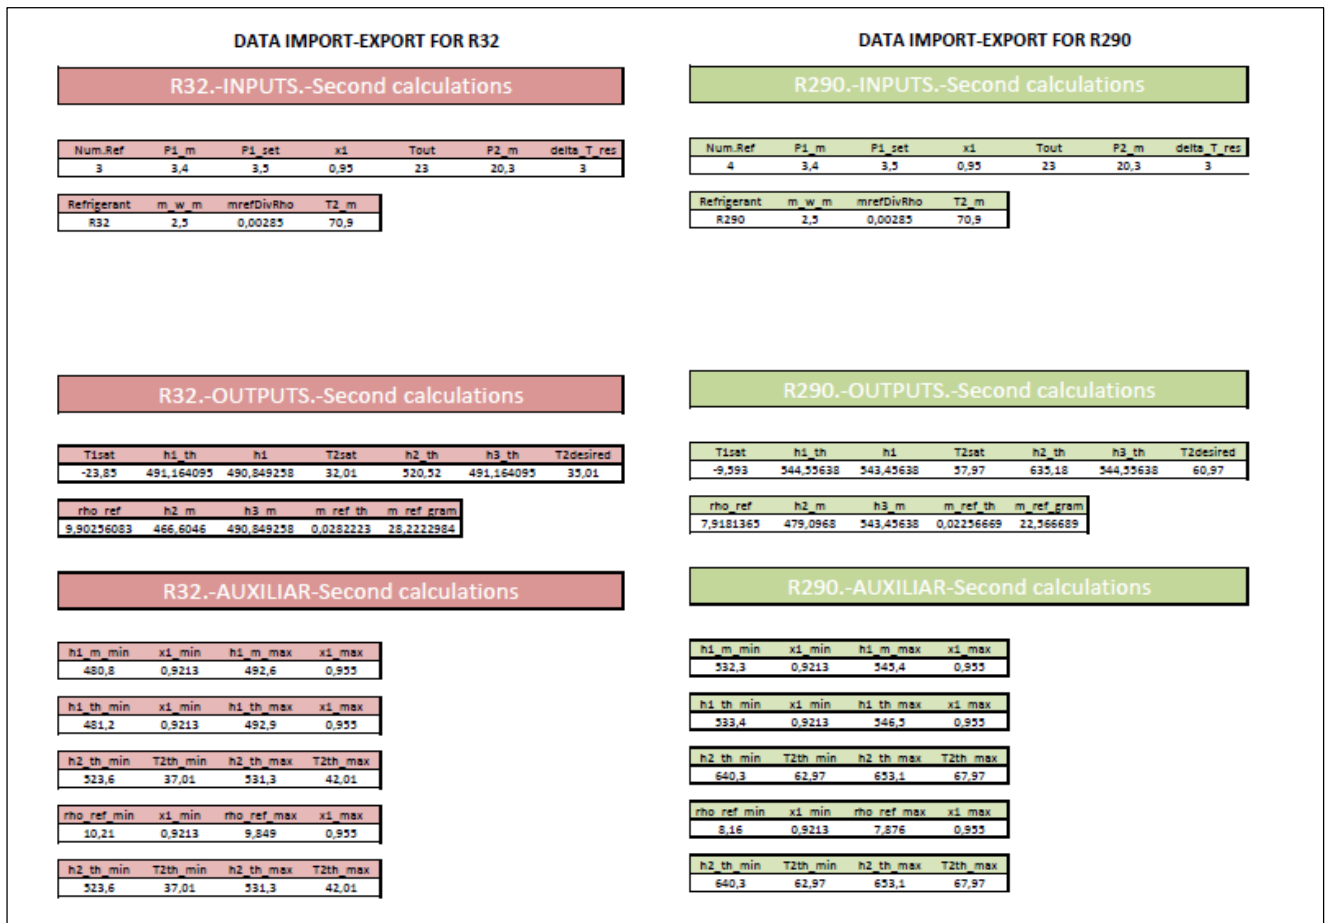 DATA IMPORT-EXPORT FOR R32
R32.-INPUTS.-Second calculations
Num.Ref P1_m P1_set x1 Tout P2_m delta_T_res
3 3,4 3,5 0,95 23 20,3 3
Refrigerant m_w_m mrefDivRho T2_m
R32 2,5 0,00285 70,9
R32.-OUTPUTS.-Second calculations
T1sat h1_th h1 T2sat h2_th h3_th T2desired
-23,85 491,164095 490,849258 32,01 520,52 491,164095 35,01
rho_ref h2_m h3_m m_ref_th m_ref_gram
9,90256083 466,6046 490,849258 0,0282223 28,2222984
R32.-AUXILIAR-Second calculations
h1_m_min x1_min h1_m_max x1_max
480,8 0,9213 492,6 0,955
h1_th_min x1_min h1_th_max x1_max
481,2 0,9213 492,9 0,955
h2_th_min T2th_min h2_th_max T2th_max
523,6 37,01 531,3 42,01
rho_ref_min x1_min rho_ref_max x1_max
10,21 0,9213 9,849 0,955
h2_th_min T2th_min h2_th_max T2th_max
523,6 37,01 531,3 42,01
DATA IMPORT-EXPORT FOR R290
R290.-INPUTS.-Second calculations
Num.Ref P1_m P1_set x1 Tout P2_m delta_T_res
4 3,4 3,5 0,95 23 20,3 3
Refrigerant m_w_m mrefDivRho T2_m
R290 2,5 0,00285 70,9
R290.-OUTPUTS.-Second calculations
T1sat h1_th h1 T2sat h2_th h3_th T2desired
-9,593 544,55638 543,45638 57,97 635,18 544,55638 60,97
rho_ref h2_m h3_m m_ref_th m_ref_gram
7,9181365 479,0968 543,45638 0,02256669 22,566689
R290.-AUXILIAR-Second calculations
h1_m_min x1_min h1_m_max x1_max
532,3 0,9213 545,4 0,955
h1_th_min x1_min h1_th_max x1_max
533,4 0,9213 546,5 0,955
h2_th_min T2th_min h2_th_max T2th_max
640,3 62,97 653,1 67,97
rho_ref_min x1_min rho_ref_max x1_max
8,16 0,9213 7,876 0,955
h2_th_min T2th_min h2_th_max T2th_max
640,3 62,97 653,1 67,97